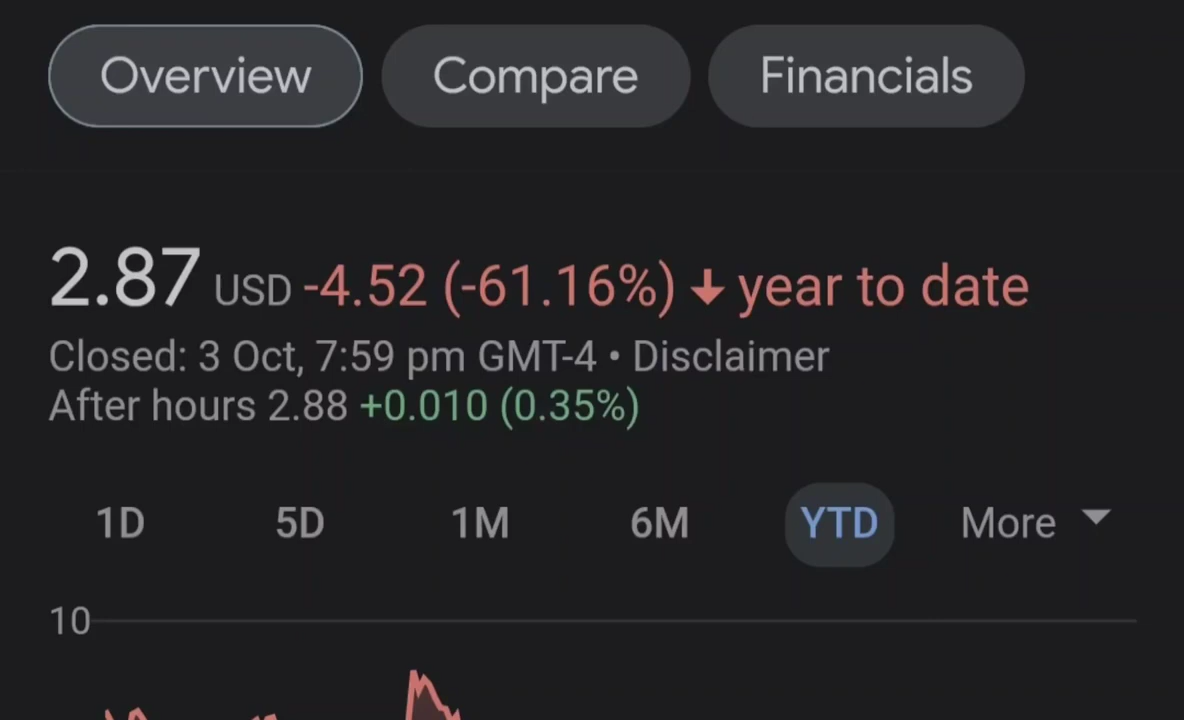 Overview Compare Financials
2.87 USD -4.52 (-61.16%) ↓ year to date
Closed: 3 Oct, 7:59 pm GMT-4 • Disclaimer
After hours 2.88 +0.010 (0.35%)
1D 5D 1M 6M YTD More
10